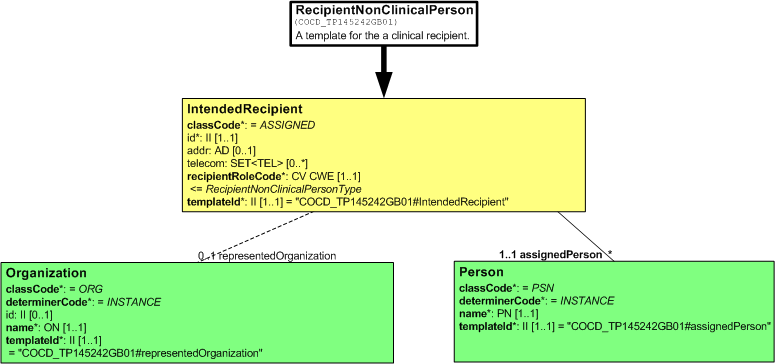 RecipientNonClinicalPerson
(COCD_TP145242GB01)
A template for the a clinical recipient.
IntendedRecipient
classCode*: = ASSIGNED
id*: II [1..1]
addr: AD [0..1]
telecom: SET<TEL> [0..*]
recipientRoleCode*: CV CWE [1..1]
<= RecipientNonClinicalPersonType
templateId*: II [1..1] = "COCD_TP145242GB01#IntendedRecipient"
0..1 representedOrganization
1..1 assignedPerson *
Organization
classCode*: = ORG
determinerCode*: = INSTANCE
id: II [0..1]
name*: ON [1..1]
templateId*: II [1..1]
= "COCD_TP145242GB01#representedOrganization"
Person
classCode*: = PSN
determinerCode*: = INSTANCE
name*: PN [1..1]
templateId*: II [1..1] = "COCD_TP145242GB01#assignedPerson"